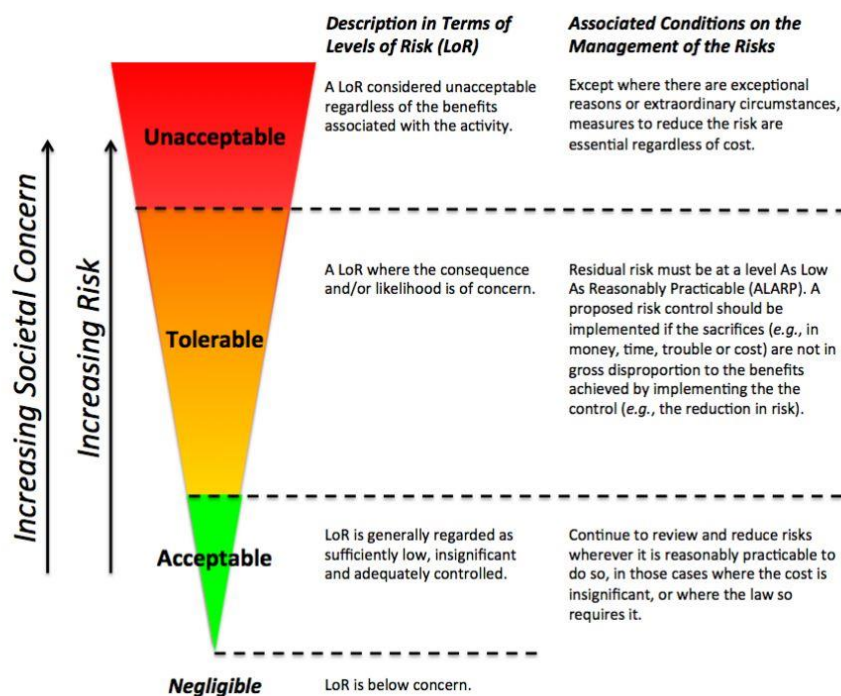 Description in Terms of
Levels of Risk (LoR)
Associated Conditions on the
Management of the Risks
Increasing Societal Concern
Increasing Risk
Unacceptable
A LoR considered unacceptable
regardless of the benefits
associated with the activity.
Except where there are exceptional
reasons or extraordinary circumstances,
measures to reduce the risk are
essential regardless of cost.
Tolerable
A LoR where the consequence
and/or likelihood is of concern.
Residual risk must be at a level As Low
As Reasonably Practicable (ALARP). A
proposed risk control should be
implemented if the sacrifices (e.g., in
money, time, trouble or cost) are not in
gross disproportion to the benefits
achieved by implementing the the
control (e.g., the reduction in risk).
Acceptable
LoR is generally regarded as
sufficiently low, insignificant
and adequately controlled.
Continue to review and reduce risks
wherever it is reasonably practicable to
do so, in those cases where the cost is
insignificant, or where the law so
requires it.
Negligible
LoR is below concern.